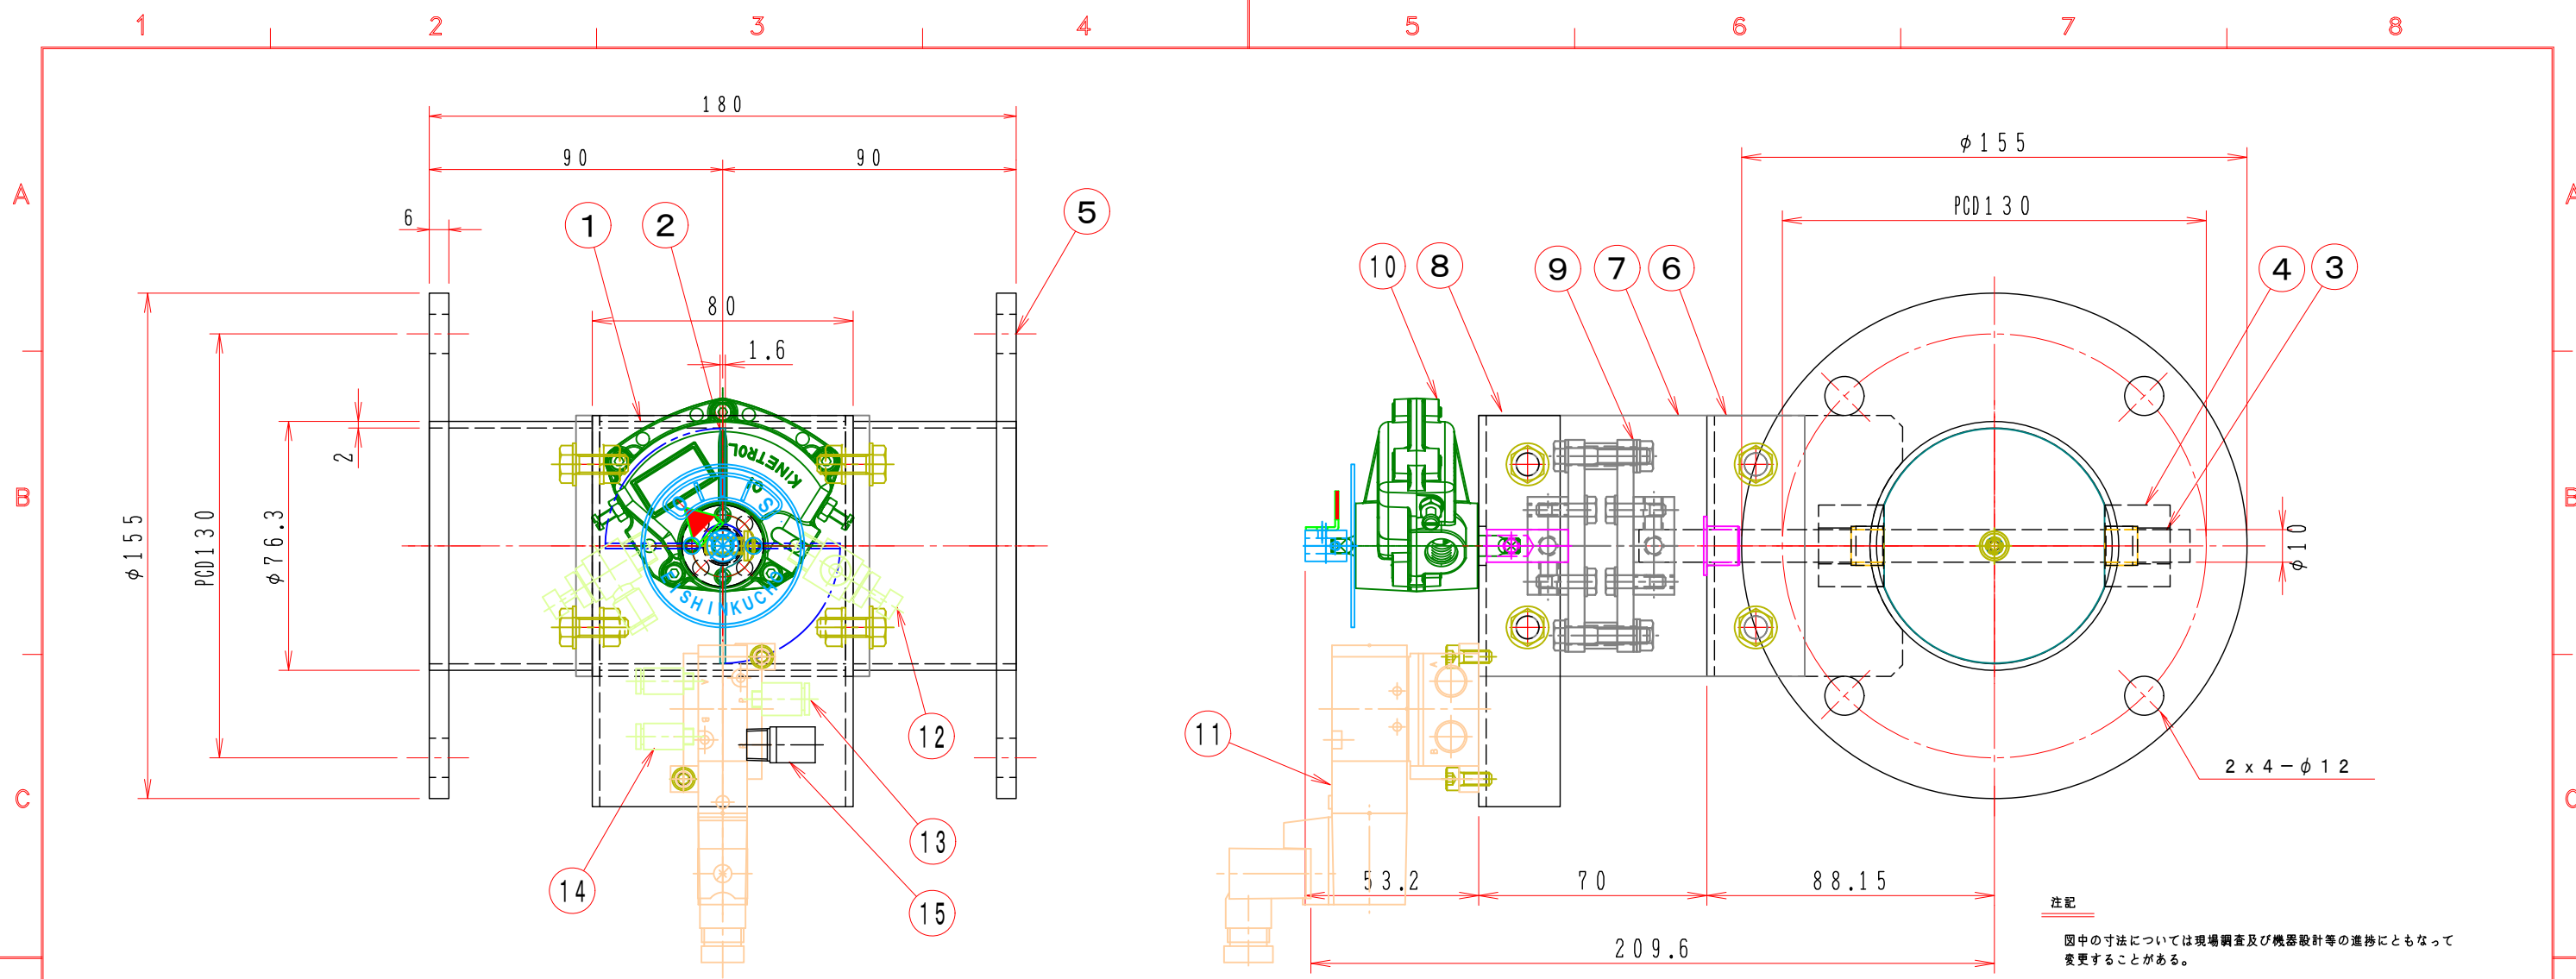 1 2 3 4 5 6 7 8
A A
B B
C C
180
90 90
6
80
1.6
2
φ155
PCD130
φ76.3
1 2 5
12
13
14
15
KINETROL
EISHINKUCHO
10 8 9 7 6 4 3
11
φ155
PCD130
φ10
2x4-φ12
53.2 70 88.15
209.6
A
B
注記
図中の寸法については現場調査及び機器設計等の進捗にともなって
変更することがある。